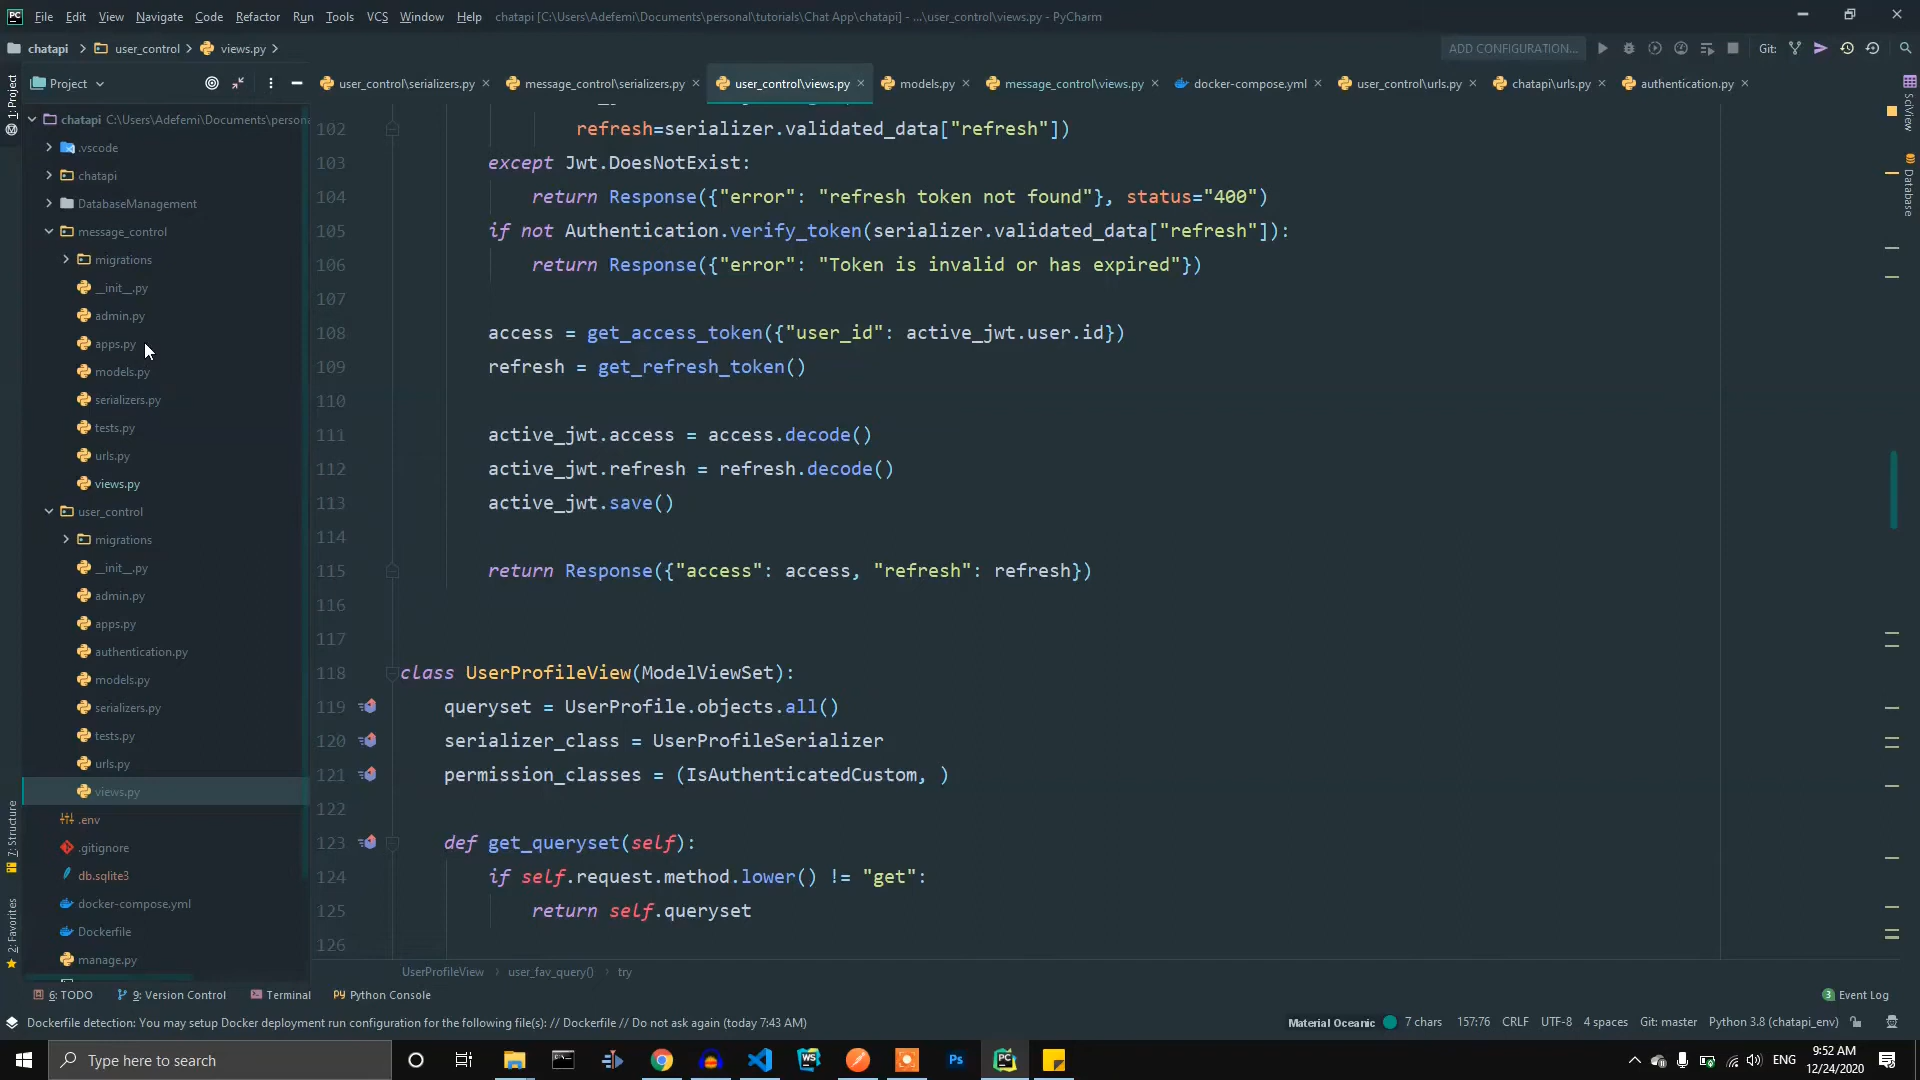 PC File Edit View Navigate Code Refactor Run Tools VCS Window Help chatapi [C:\Users\Adefemi\Documents\personal\tutorials\Chat App\chatapi] - ...\user_control\views.py - PyCharm
chatapi user_control views.py ADD CONFIGURATION... Git:
Project user_control\serializers.py message_control\serializers.py user_control\views.py models.py message_control\views.py docker-compose.yml user_control\urls.py chatapi\urls.py authentication.py
1: Project
7: Structure
2: Favorites
SciView
Database
chatapi C:\Users\Adefemi\Documents\persona
.vscode
chatapi
DatabaseManagement
message_control
migrations
__init__.py
admin.py
apps.py
models.py
serializers.py
tests.py
urls.py
views.py
user_control
migrations
__init__.py
admin.py
apps.py
authentication.py
models.py
serializers.py
tests.py
urls.py
views.py
.env
.gitignore
db.sqlite3
docker-compose.yml
Dockerfile
manage.py
102 refresh=serializer.validated_data["refresh"])
103 except Jwt.DoesNotExist:
104 return Response({"error": "refresh token not found"}, status="400")
105 if not Authentication.verify_token(serializer.validated_data["refresh"]):
106 return Response({"error": "Token is invalid or has expired"})
107
108 access = get_access_token({"user_id": active_jwt.user.id})
109 refresh = get_refresh_token()
110
111 active_jwt.access = access.decode()
112 active_jwt.refresh = refresh.decode()
113 active_jwt.save()
114
115 return Response({"access": access, "refresh": refresh})
116
117
118 class UserProfileView(ModelViewSet):
119 queryset = UserProfile.objects.all()
120 serializer_class = UserProfileSerializer
121 permission_classes = (IsAuthenticatedCustom, )
122
123 def get_queryset(self):
124 if self.request.method.lower() != "get":
125 return self.queryset
126
UserProfileView user_fav_query() try
6: TODO 9: Version Control Terminal Python Console 3 Event Log
Dockerfile detection: You may setup Docker deployment run configuration for the following file(s): // Dockerfile // Do not ask again (today 7:43 AM) Material Oceanic 7 chars 157:76 CRLF UTF-8 4 spaces Git: master Python 3.8 (chatapi_env)
Type here to search WS Ps PC ENG 9:52 AM
12/24/2020